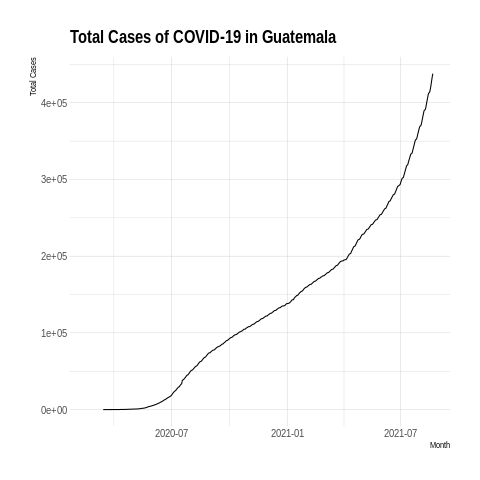 Total Cases of COVID-19 in Guatemala
Total Cases
4e+05
3e+05
2e+05
1e+05
0e+00
2020-07
2021-01
2021-07
Month